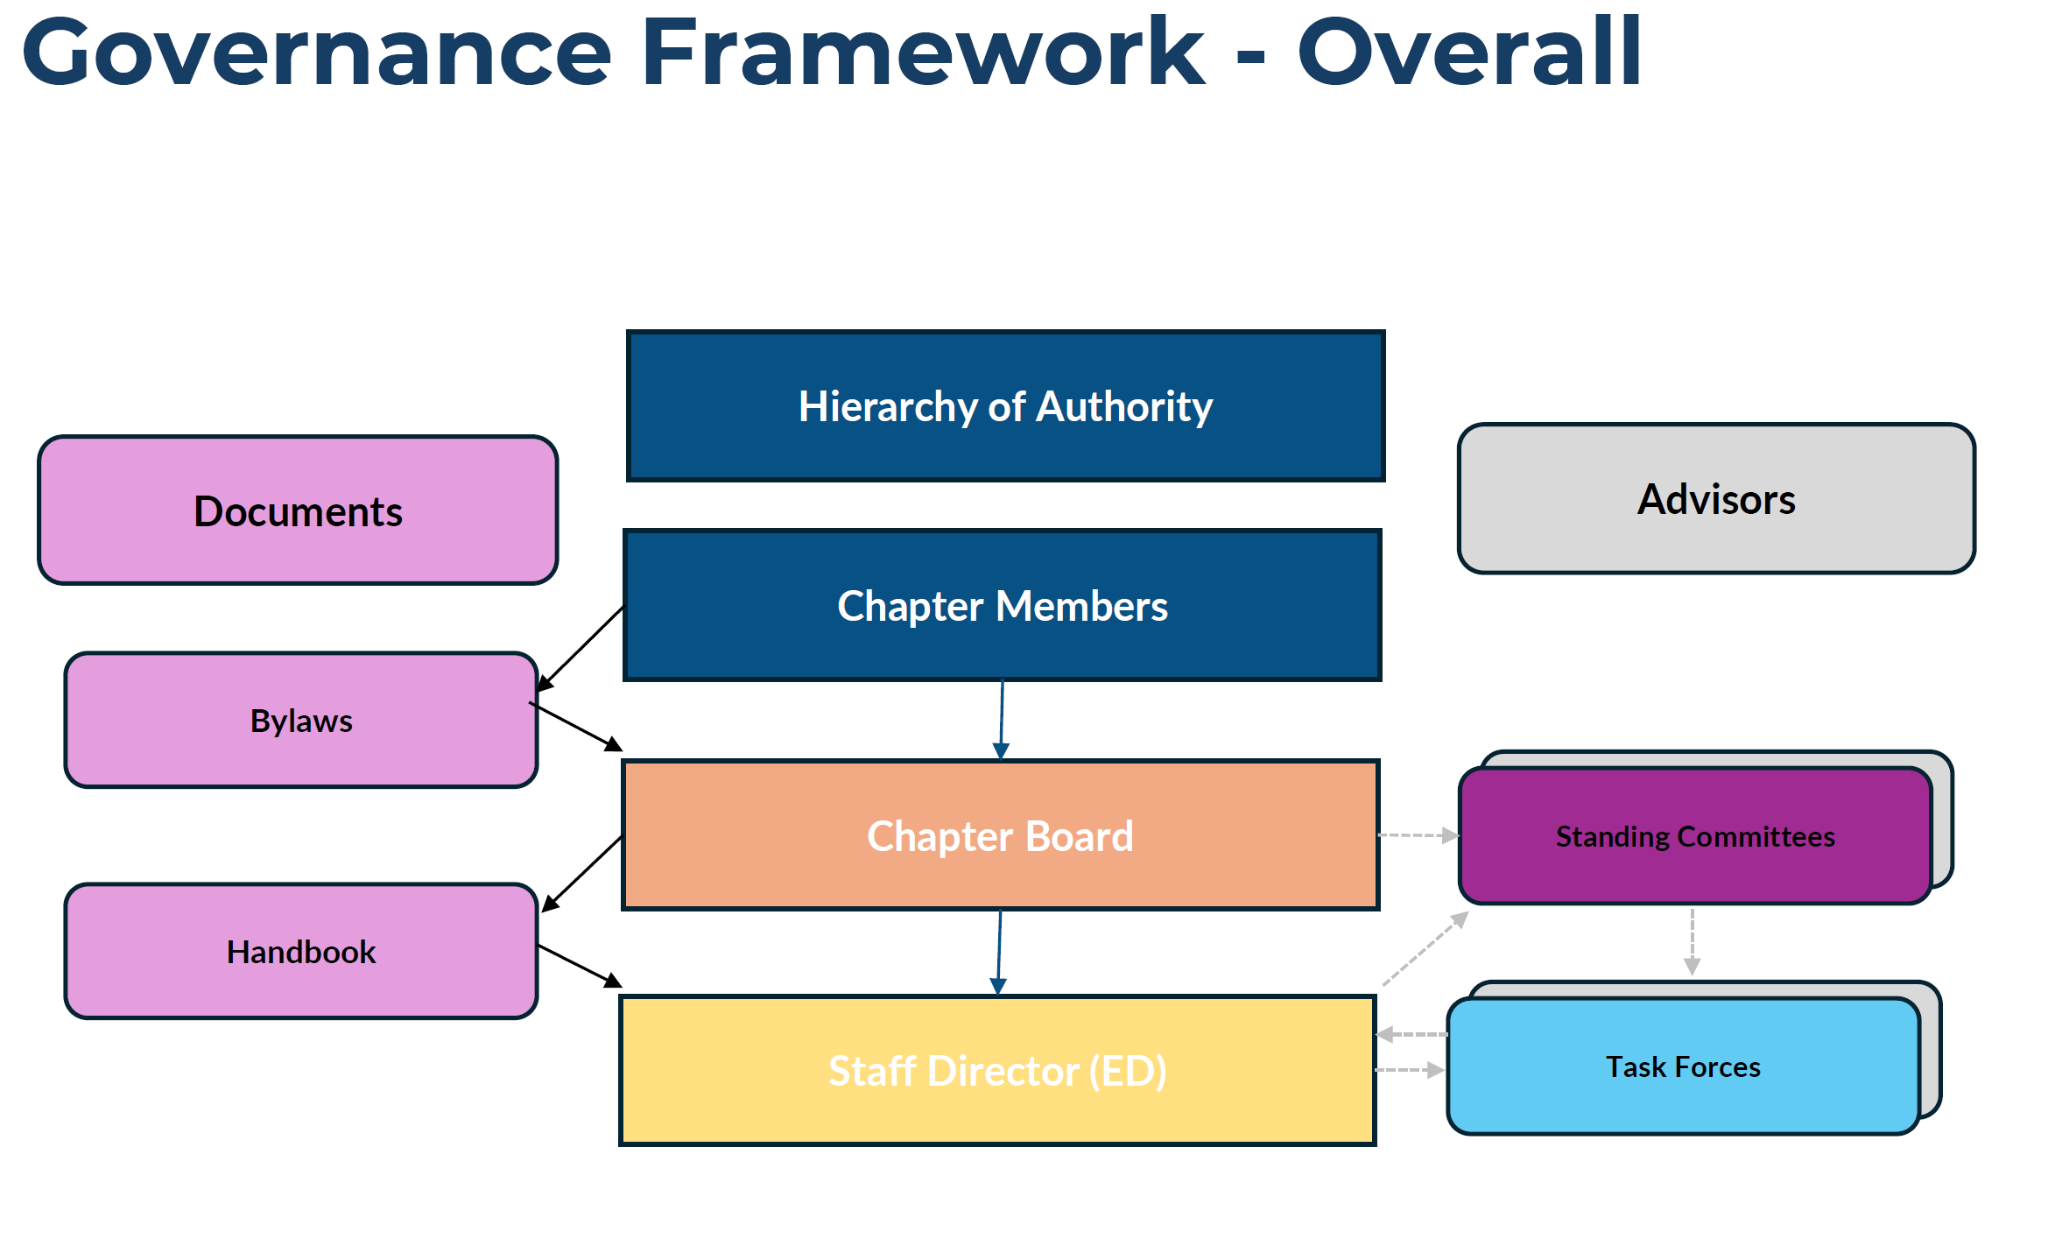 Governance Framework - Overall
Hierarchy of Authority
Documents
Advisors
Chapter Members
Bylaws
Chapter Board
Standing Committees
Handbook
Staff Director (ED)
Task Forces